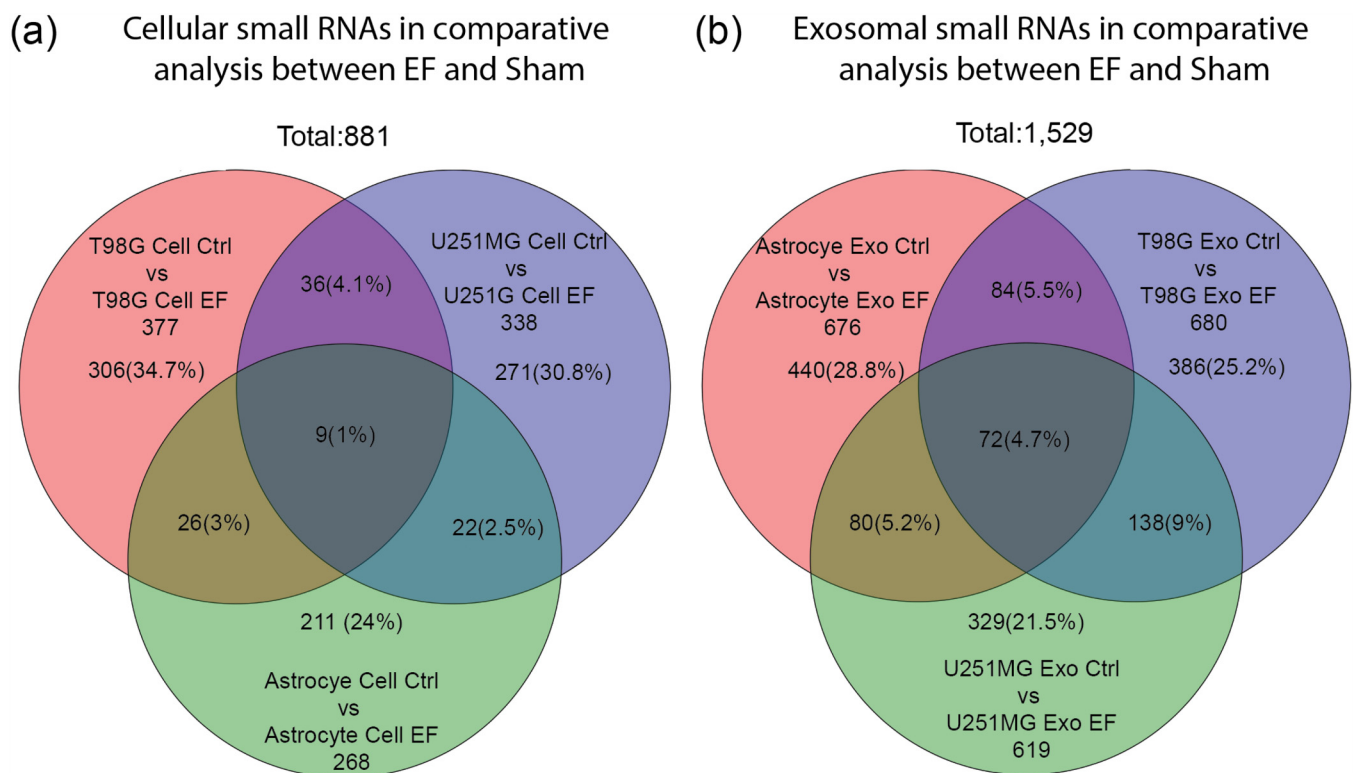 (a)
Cellular small RNAs in comparative
analysis between EF and Sham
Total:881
T98G Cell Ctrl
vs
T98G Cell EF
377
306(34.7%)
36(4.1%)
U251MG Cell Ctrl
vs
U251G Cell EF
338
271(30.8%)
9(1%)
26(3%)
22(2.5%)
211 (24%)
Astrocye Cell Ctrl
vs
Astrocyte Cell EF
268
(b)
Exosomal small RNAs in comparative
analysis between EF and Sham
Total:1,529
Astrocye Exo Ctrl
vs
Astrocyte Exo EF
676
440(28.8%)
84(5.5%)
T98G Exo Ctrl
vs
T98G Exo EF
680
386(25.2%)
72(4.7%)
80(5.2%)
138(9%)
329(21.5%)
U251MG Exo Ctrl
vs
U251MG Exo EF
619